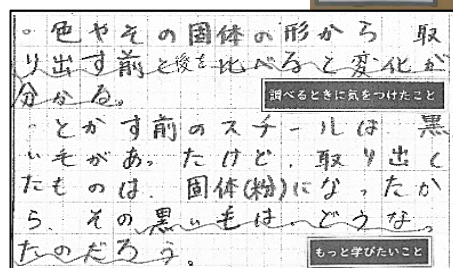 ・色やその固体の形から 取
り出す前と後を比べると変化が
分かる。
調べるときに気をつけたこと
・とかす前のスチールは 黒
い毛があったけど、取り出し
たものは、固体(粉)になったか
ら、その黒い毛は、どうなっ
たのだろう。
もっと学びたいこと